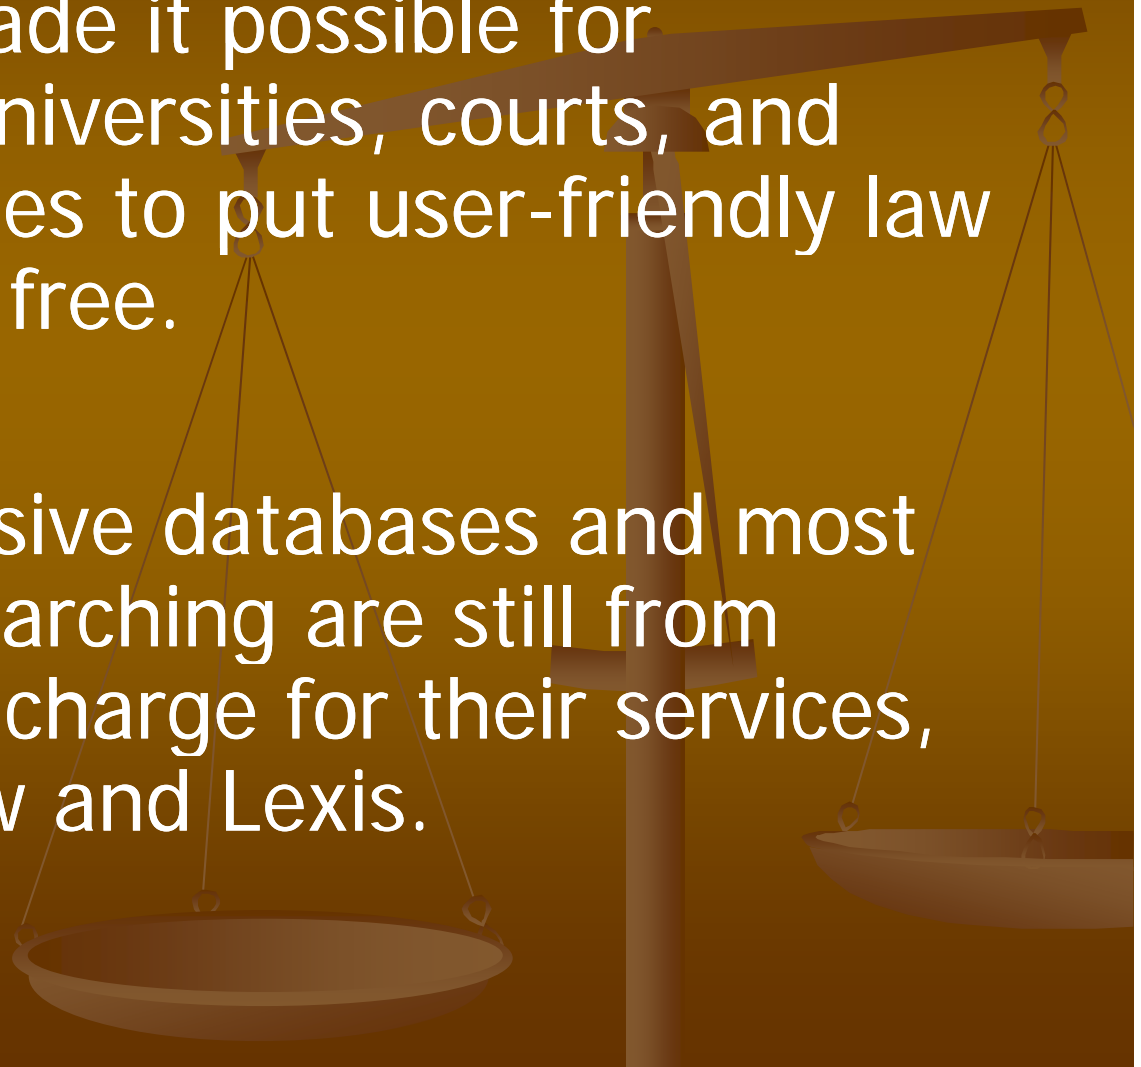 ade it possible for
niversities, courts, and
es to put user-friendly law
free.
sive databases and most
arching are still from
charge for their services,
w and Lexis.